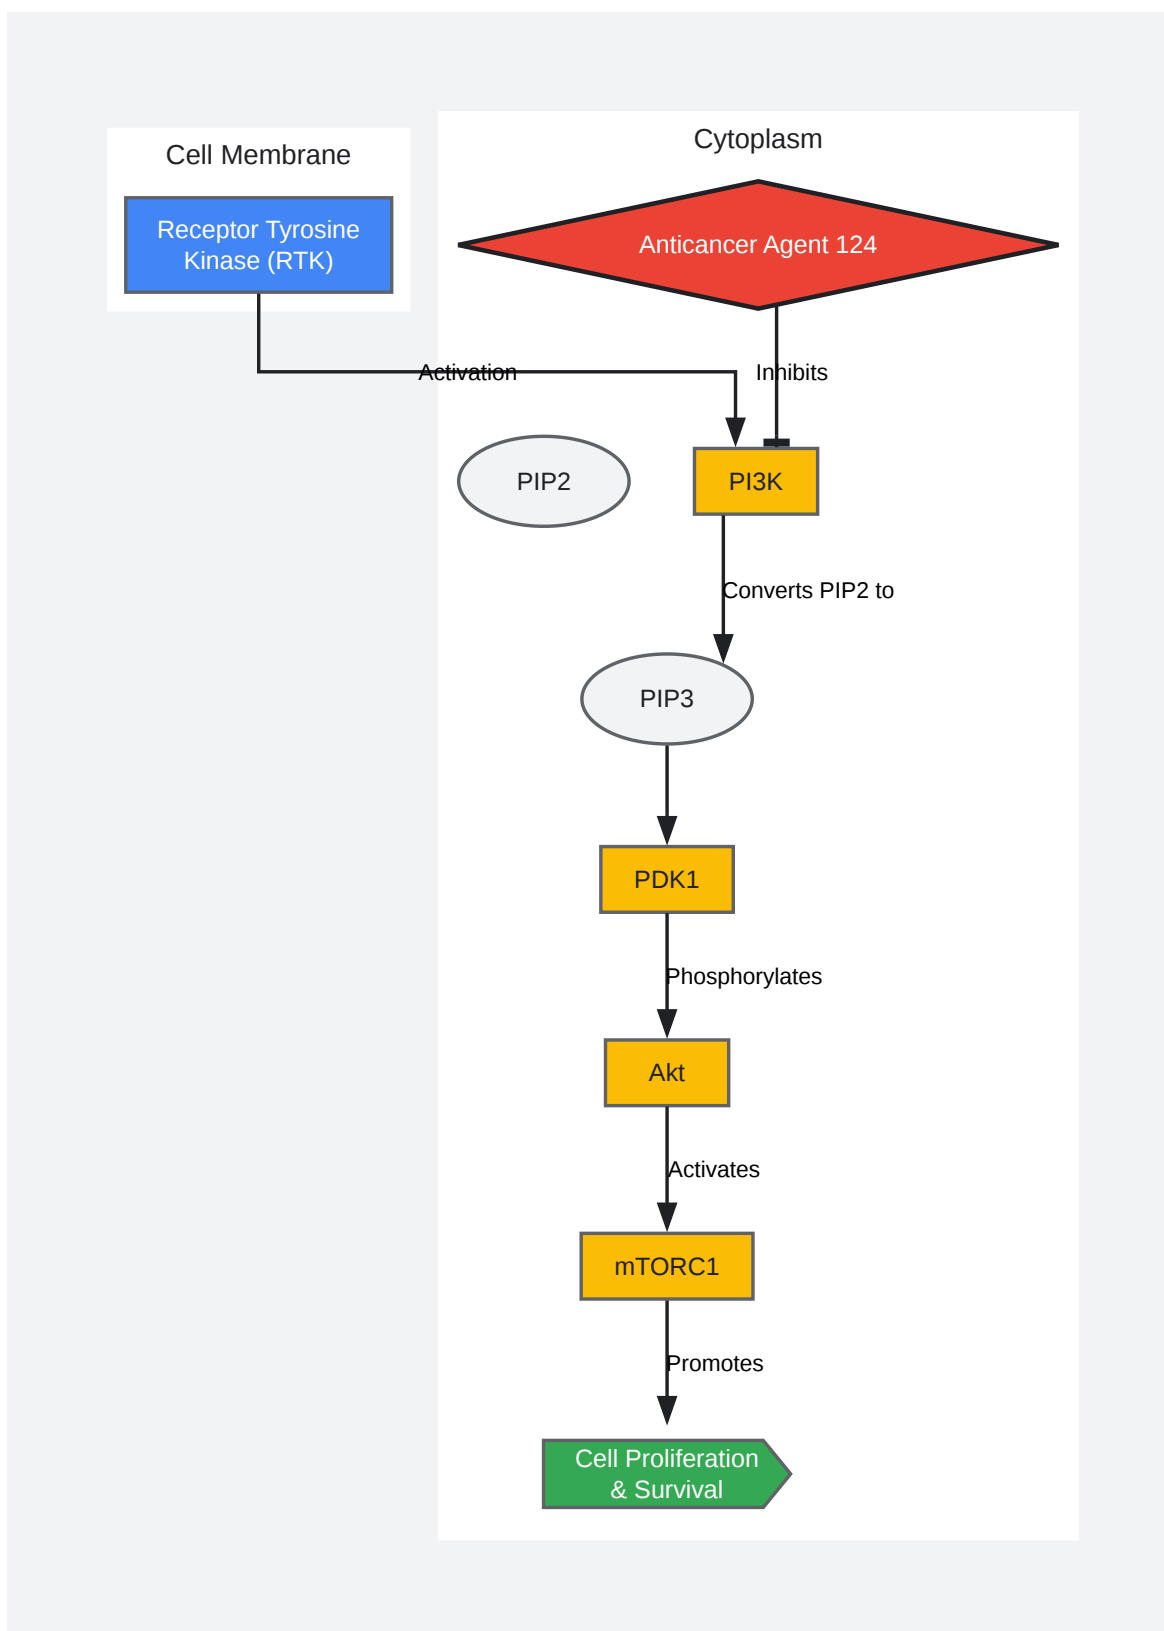 Cell Membrane
Receptor Tyrosine
Kinase (RTK)
Cytoplasm
Anticancer Agent 124
Activation
Inhibits
PIP2
PI3K
Converts PIP2 to
PIP3
PDK1
Phosphorylates
Akt
Activates
mTORC1
Promotes
Cell Proliferation
& Survival